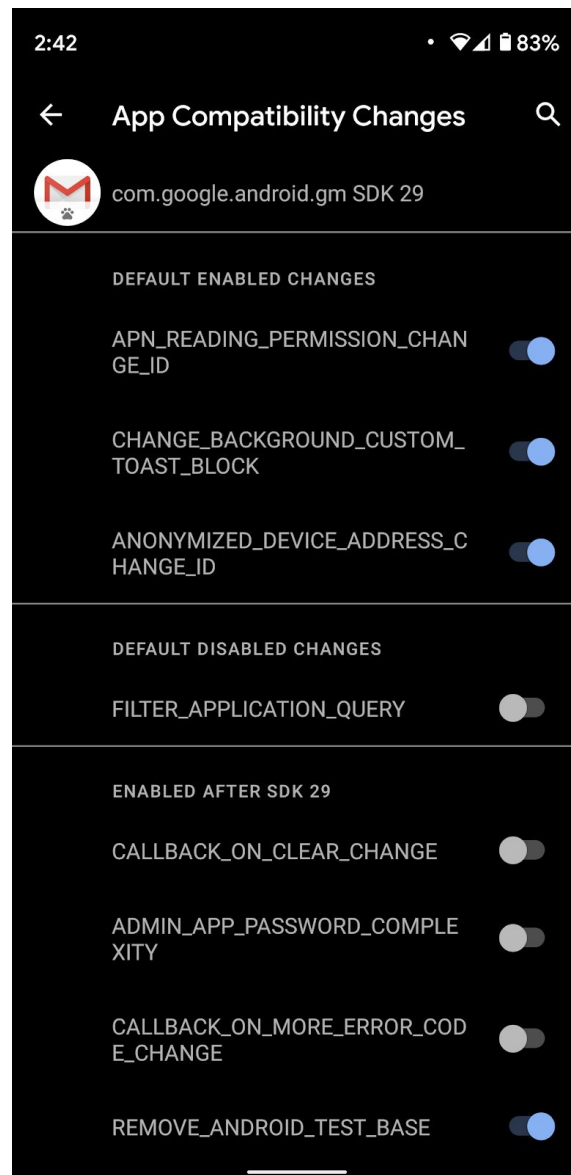 2:42
83%
App Compatibility Changes
com.google.android.gm SDK 29
DEFAULT ENABLED CHANGES
APN_READING_PERMISSION_CHAN
GE_ID
CHANGE_BACKGROUND_CUSTOM_
TOAST_BLOCK
ANONYMIZED_DEVICE_ADDRESS_C
HANGE_ID
DEFAULT DISABLED CHANGES
FILTER_APPLICATION_QUERY
ENABLED AFTER SDK 29
CALLBACK_ON_CLEAR_CHANGE
ADMIN_APP_PASSWORD_COMPLE
XITY
CALLBACK_ON_MORE_ERROR_COD
E_CHANGE
REMOVE_ANDROID_TEST_BASE